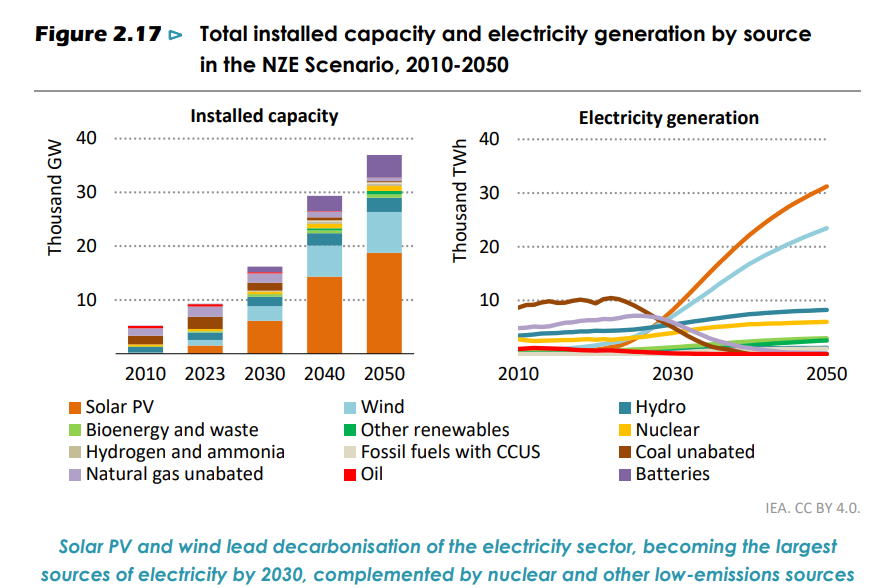 Figure 2.17 ▷ Total installed capacity and electricity generation by source
in the NZE Scenario, 2010-2050
Installed capacity
Thousand GW
40
30
20
10
2010 2023 2030 2040 2050
Electricity generation
Thousand TWh
40
30
20
10
2010 2030 2050
Solar PV Wind Hydro
Bioenergy and waste Other renewables Nuclear
Hydrogen and ammonia Fossil fuels with CCUS Coal unabated
Natural gas unabated Oil Batteries
IEA. CC BY 4.0.
Solar PV and wind lead decarbonisation of the electricity sector, becoming the largest
sources of electricity by 2030, complemented by nuclear and other low-emissions sources